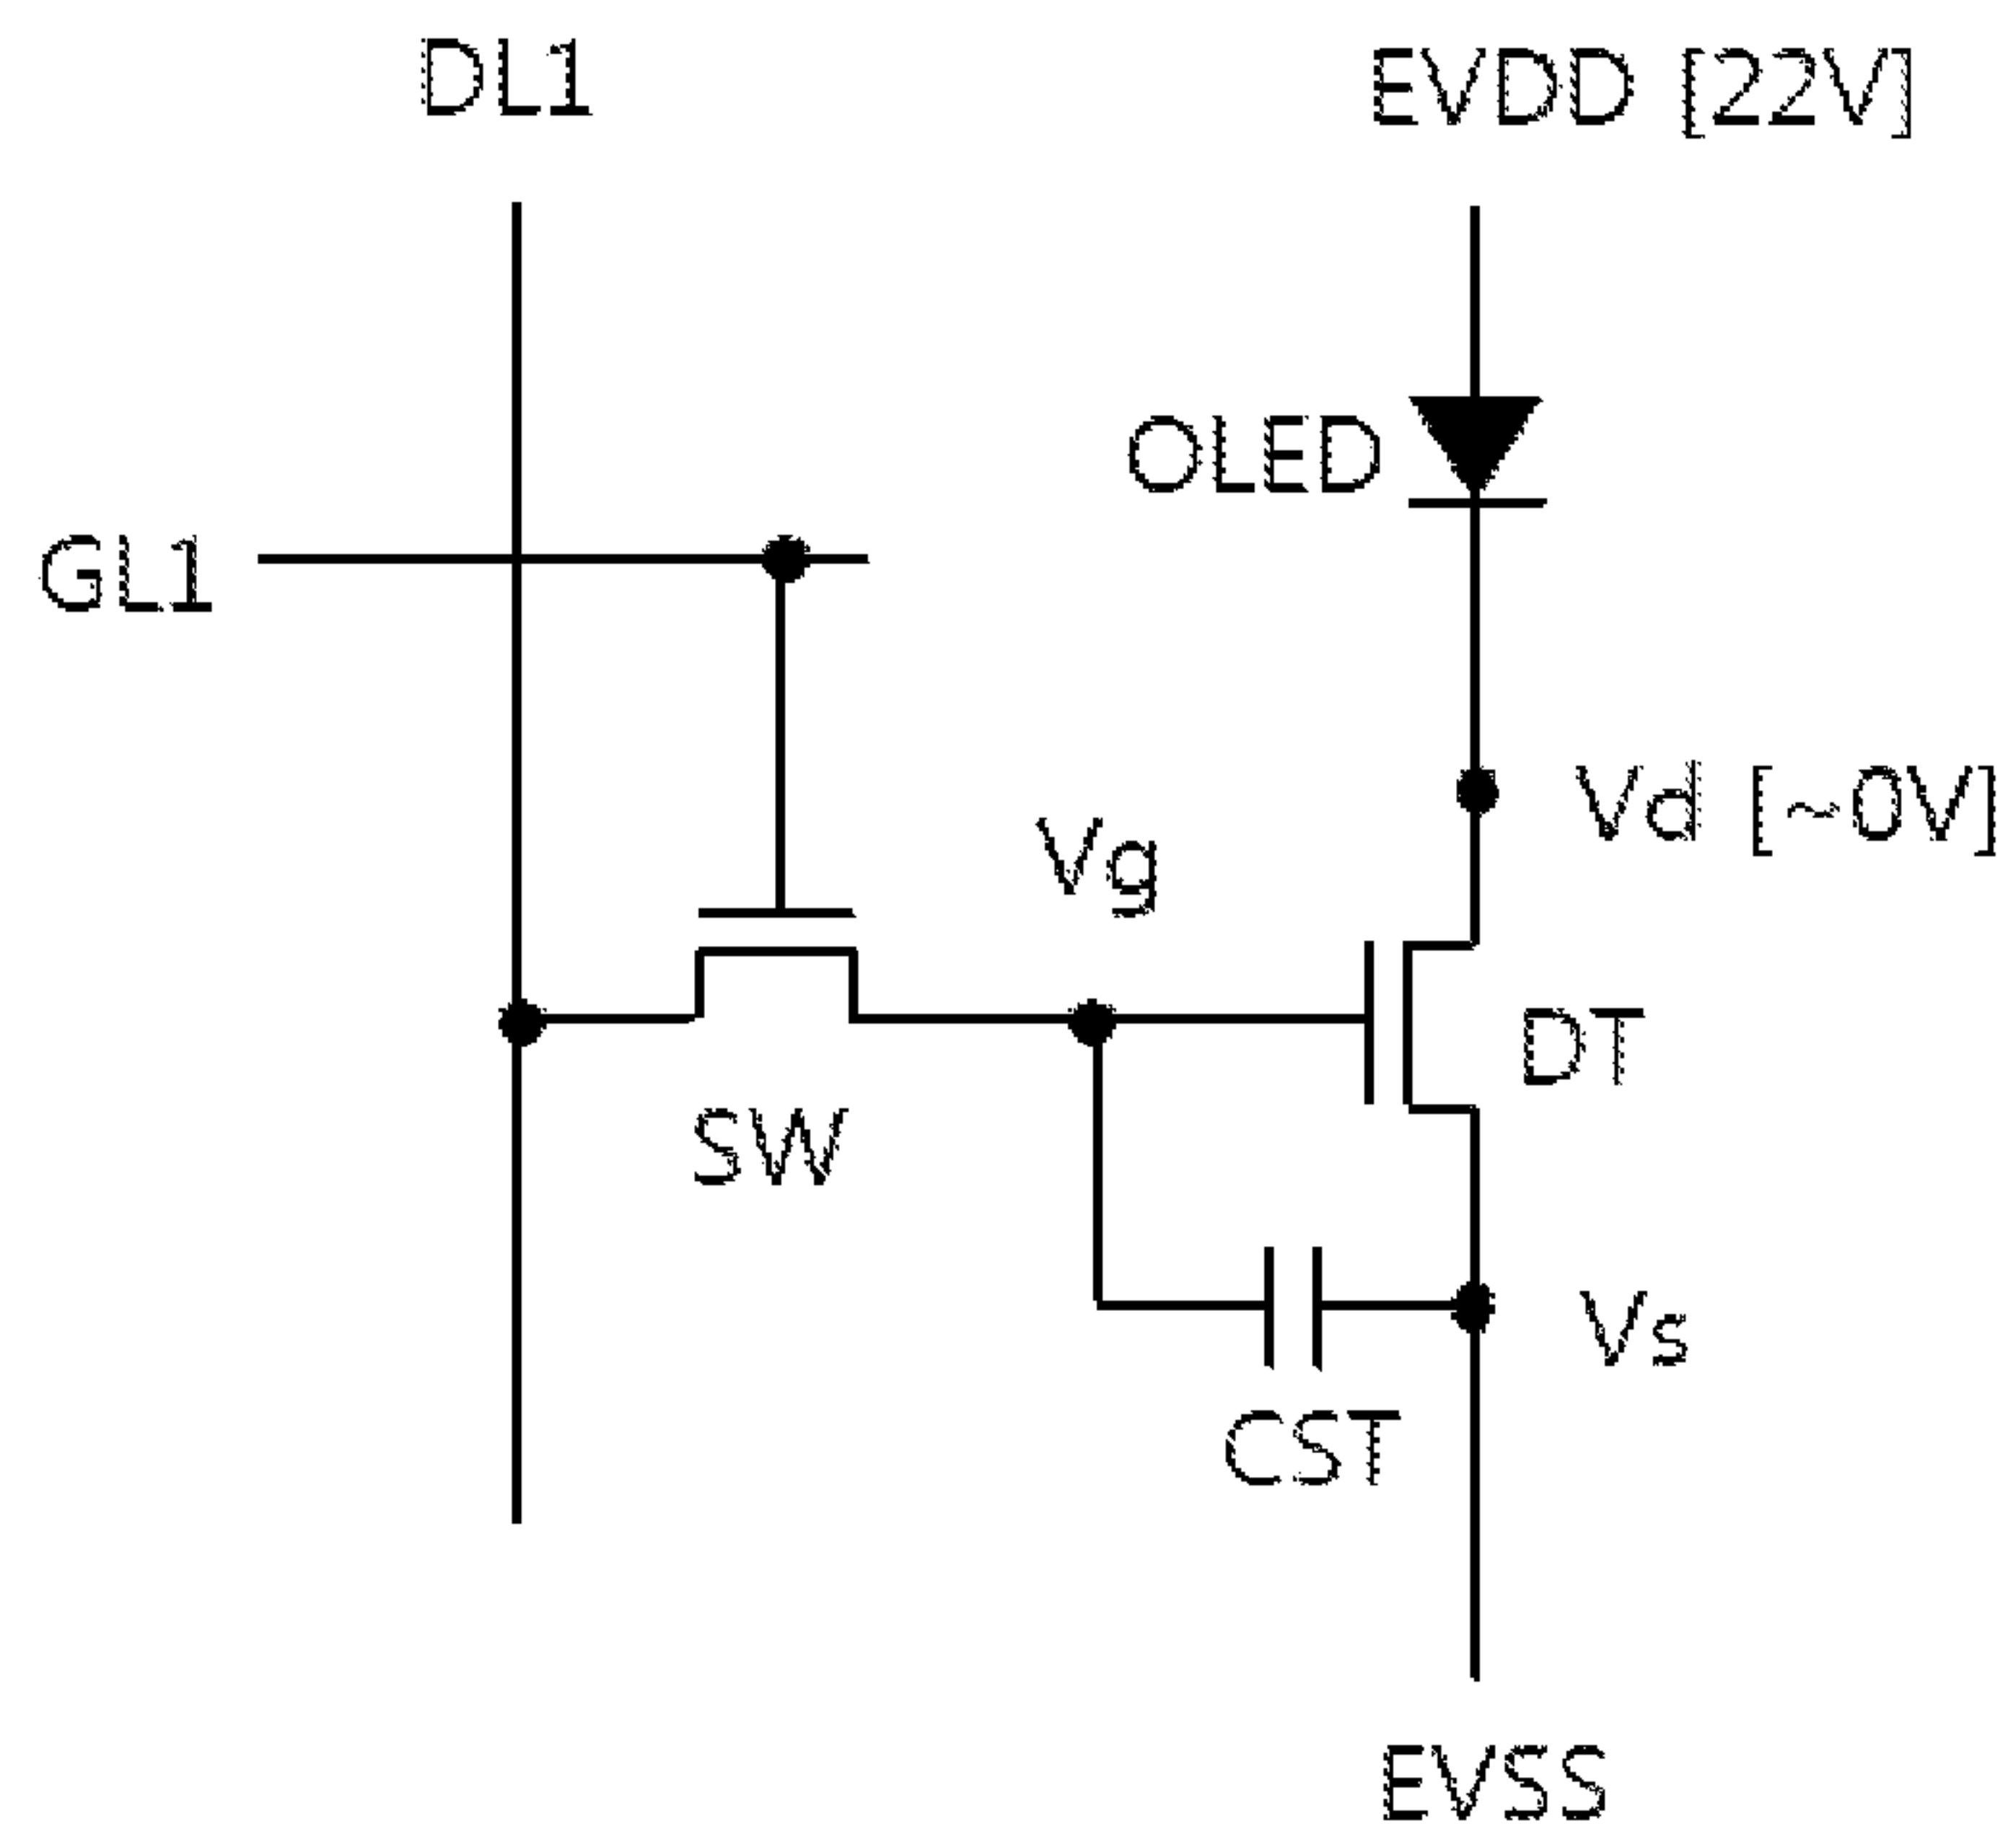 DL1
EVDD [22V]
OLED
GL1
Vd [~0V]
Vg
DT
SW
Vs
CST
EVSS